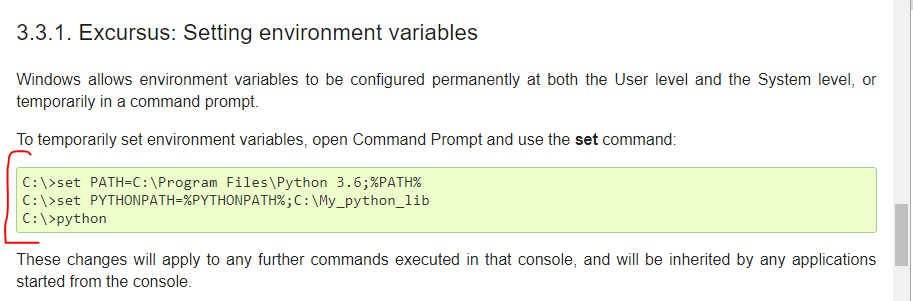 3.3.1. Excursus: Setting environment variables
Windows allows environment variables to be configured permanently at both the User level and the System level, or
temporarily in a command prompt.
To temporarily set environment variables, open Command Prompt and use the set command:
C:\>set PATH=C:\Program Files\Python 3.6;%PATH%
C:\>set PYTHONPATH=%PYTHONPATH%;C:\My_python_lib
C:\>python
These changes will apply to any further commands executed in that console, and will be inherited by any applications
started from the console.